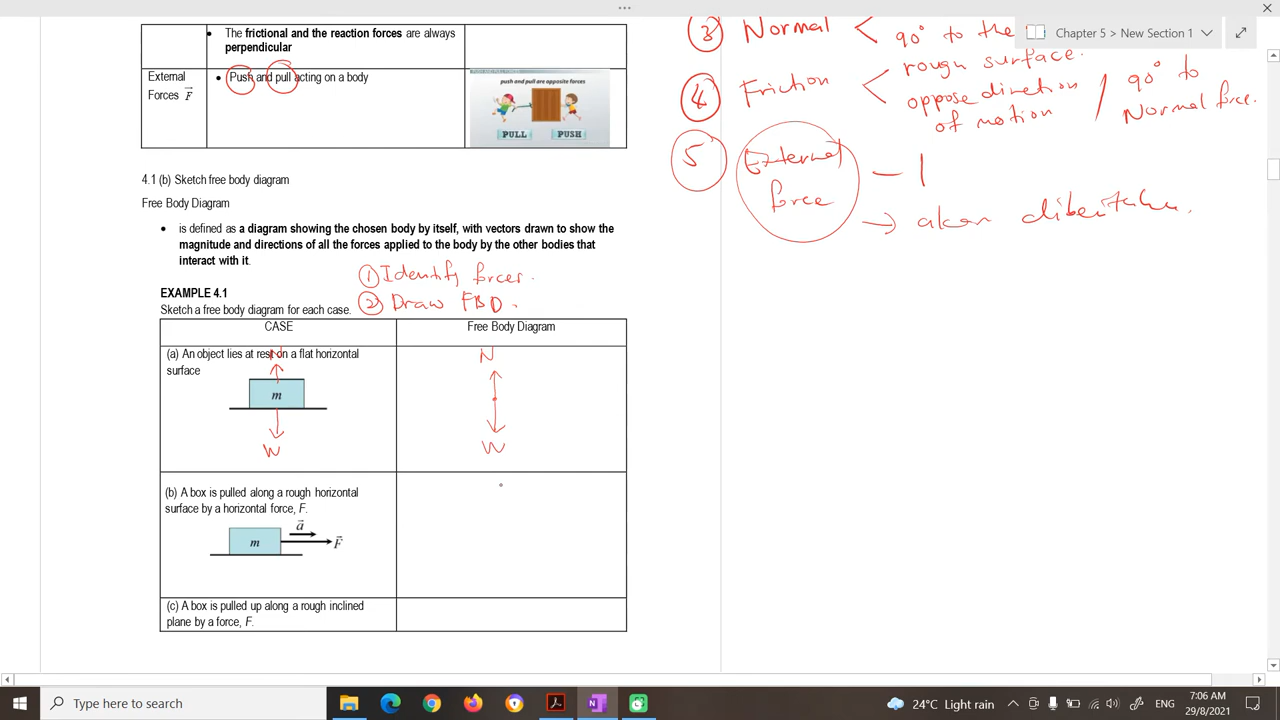 The frictional and the reaction forces are always
perpendicular
External
Forces F
Push and pull acting on a body
PUSH AND PULL FORCES
push and pull are opposite forces
PULL PUSH
4.1 (b) Sketch free body diagram
Free Body Diagram
is defined as a diagram showing the chosen body by itself, with vectors drawn to show the
magnitude and directions of all the forces applied to the body by the other bodies that
interact with it.
① Identify forces.
② Draw FBD.
EXAMPLE 4.1
Sketch a free body diagram for each case.
CASE
Free Body Diagram
(a) An object lies at rest on a flat horizontal
surface
N
m
W
N
W
(b) A box is pulled along a rough horizontal
surface by a horizontal force, F.
a
m
F
(c) A box is pulled up along a rough inclined
plane by a force, F.
③ Normal < 90° to the
④ Friction < rough surface.
oppose direction
of motion / 90° to
Normal force.
⑤ External
force
→ akan diberitahu.
Chapter 5 > New Section 1
Type here to search
24°C Light rain
ENG
7:06 AM
29/8/2021